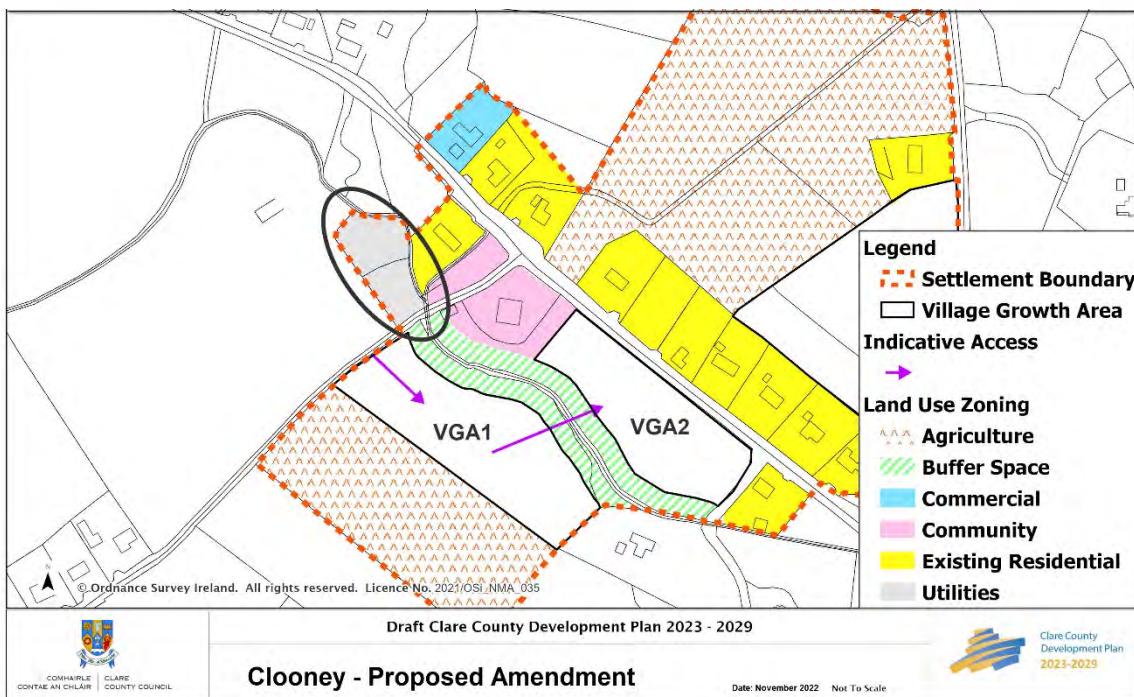 VGA1
VGA2
Legend
Settlement Boundary
Village Growth Area
Indicative Access
Land Use Zoning
Agriculture
Buffer Space
Commercial
Community
Existing Residential
Utilities
N
© Ordnance Survey Ireland. All rights reserved. Licence No. 2021/OSi_NMA_035
Draft Clare County Development Plan 2023 - 2029
Clooney - Proposed Amendment
Date: November 2022 Not To Scale
COMHAIRLE CONTAE AN CHLÁIR
CLARE COUNTY COUNCIL
Clare County
Development Plan
2023-2029